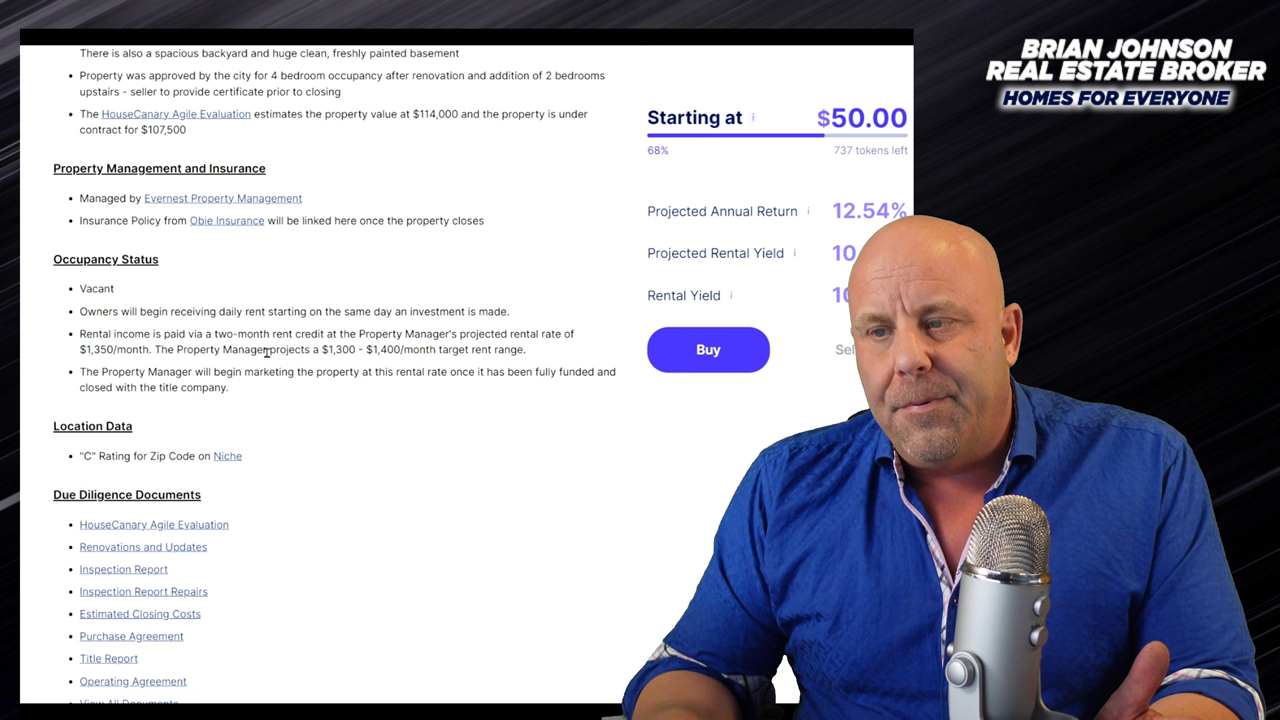 BRIAN JOHNSON
REAL ESTATE BROKER
HOMES FOR EVERYONE
There is also a spacious backyard and huge clean, freshly painted basement
• Property was approved by the city for 4 bedroom occupancy after renovation and addition of 2 bedrooms
upstairs - seller to provide certificate prior to closing
• The HouseCanary Agile Evaluation estimates the property value at $114,000 and the property is under
contract for $107,500
Property Management and Insurance
• Managed by Evernest Property Management
• Insurance Policy from Obie Insurance will be linked here once the property closes
Occupancy Status
• Vacant
• Owners will begin receiving daily rent starting on the same day an investment is made.
• Rental income is paid via a two-month rent credit at the Property Manager's projected rental rate of
$1,350/month. The Property Manager projects a $1,300 - $1,400/month target rent range.
• The Property Manager will begin marketing the property at this rental rate once it has been fully funded and
closed with the title company.
Location Data
• "C" Rating for Zip Code on Niche
Due Diligence Documents
• HouseCanary Agile Evaluation
• Renovations and Updates
• Inspection Report
• Inspection Report Repairs
• Estimated Closing Costs
• Purchase Agreement
• Title Report
• Operating Agreement
• View All Documents
Starting at $50.00
68% 737 tokens left
Projected Annual Return 12.54%
Projected Rental Yield 10
Rental Yield 10
Buy